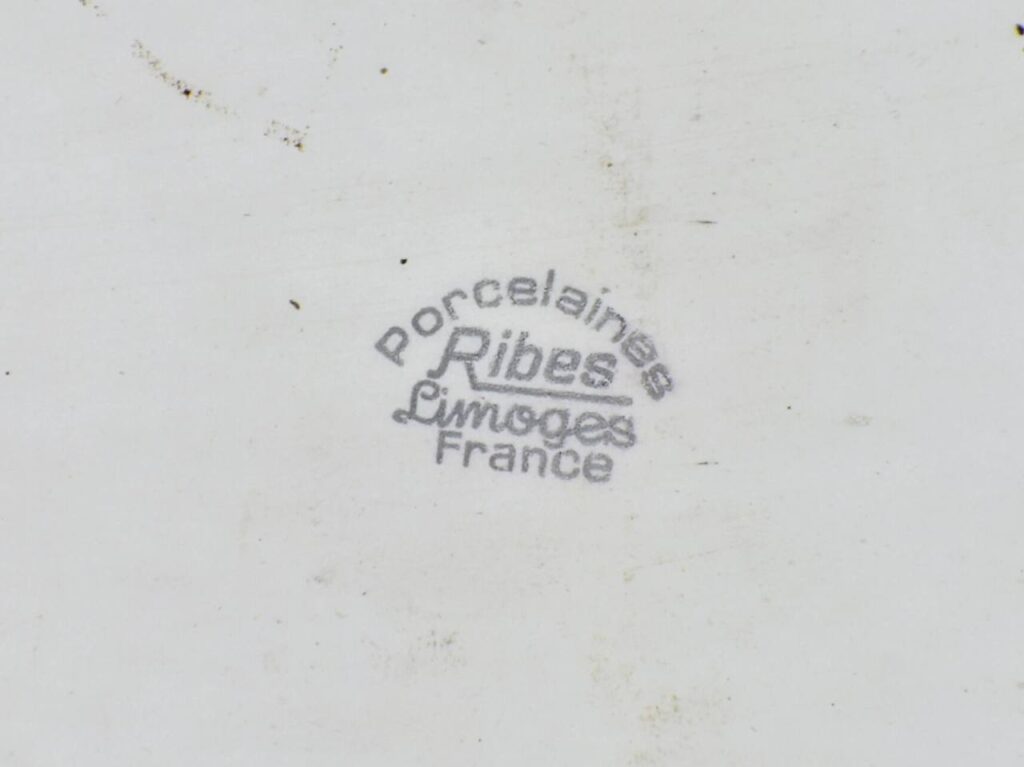 Porcelaines
Ribes
Limoges
France